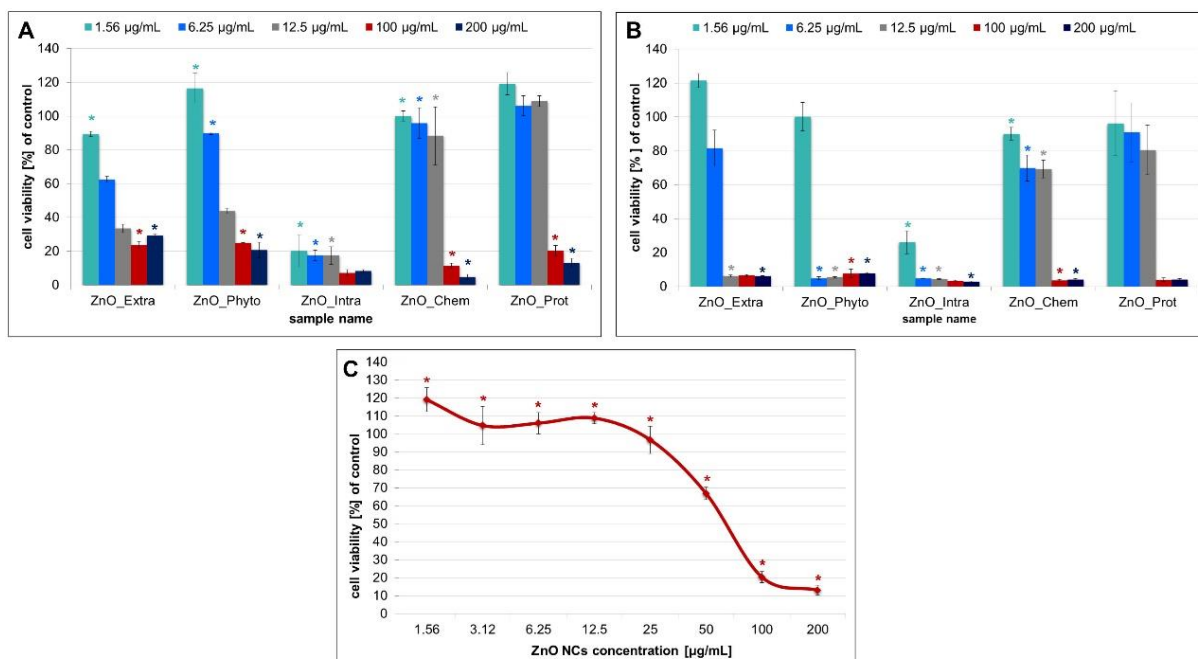 A
1.56 µg/mL 6.25 µg/mL 12.5 µg/mL 100 µg/mL 200 µg/mL
cell viability [%] of control
140
120
100
80
60
40
20
0
* * * * * * * * * * * * * * * * *
ZnO_Extra ZnO_Phyto ZnO_Intra ZnO_Chem ZnO_Prot
sample name
B
1.56 µg/mL 6.25 µg/mL 12.5 µg/mL 100 µg/mL 200 µg/mL
cell viability [% ] of control
140
120
100
80
60
40
20
0
* * * * * * * * * * * * * * *
ZnO_Extra ZnO_Phyto ZnO_Intra ZnO_Chem ZnO_Prot
sample name
C
cell viability [%] of control
140
130
120
110
100
90
80
70
60
50
40
30
20
10
0
* * * * * * * *
1.56 3.12 6.25 12.5 25 50 100 200
ZnO NCs concentration [µg/mL]